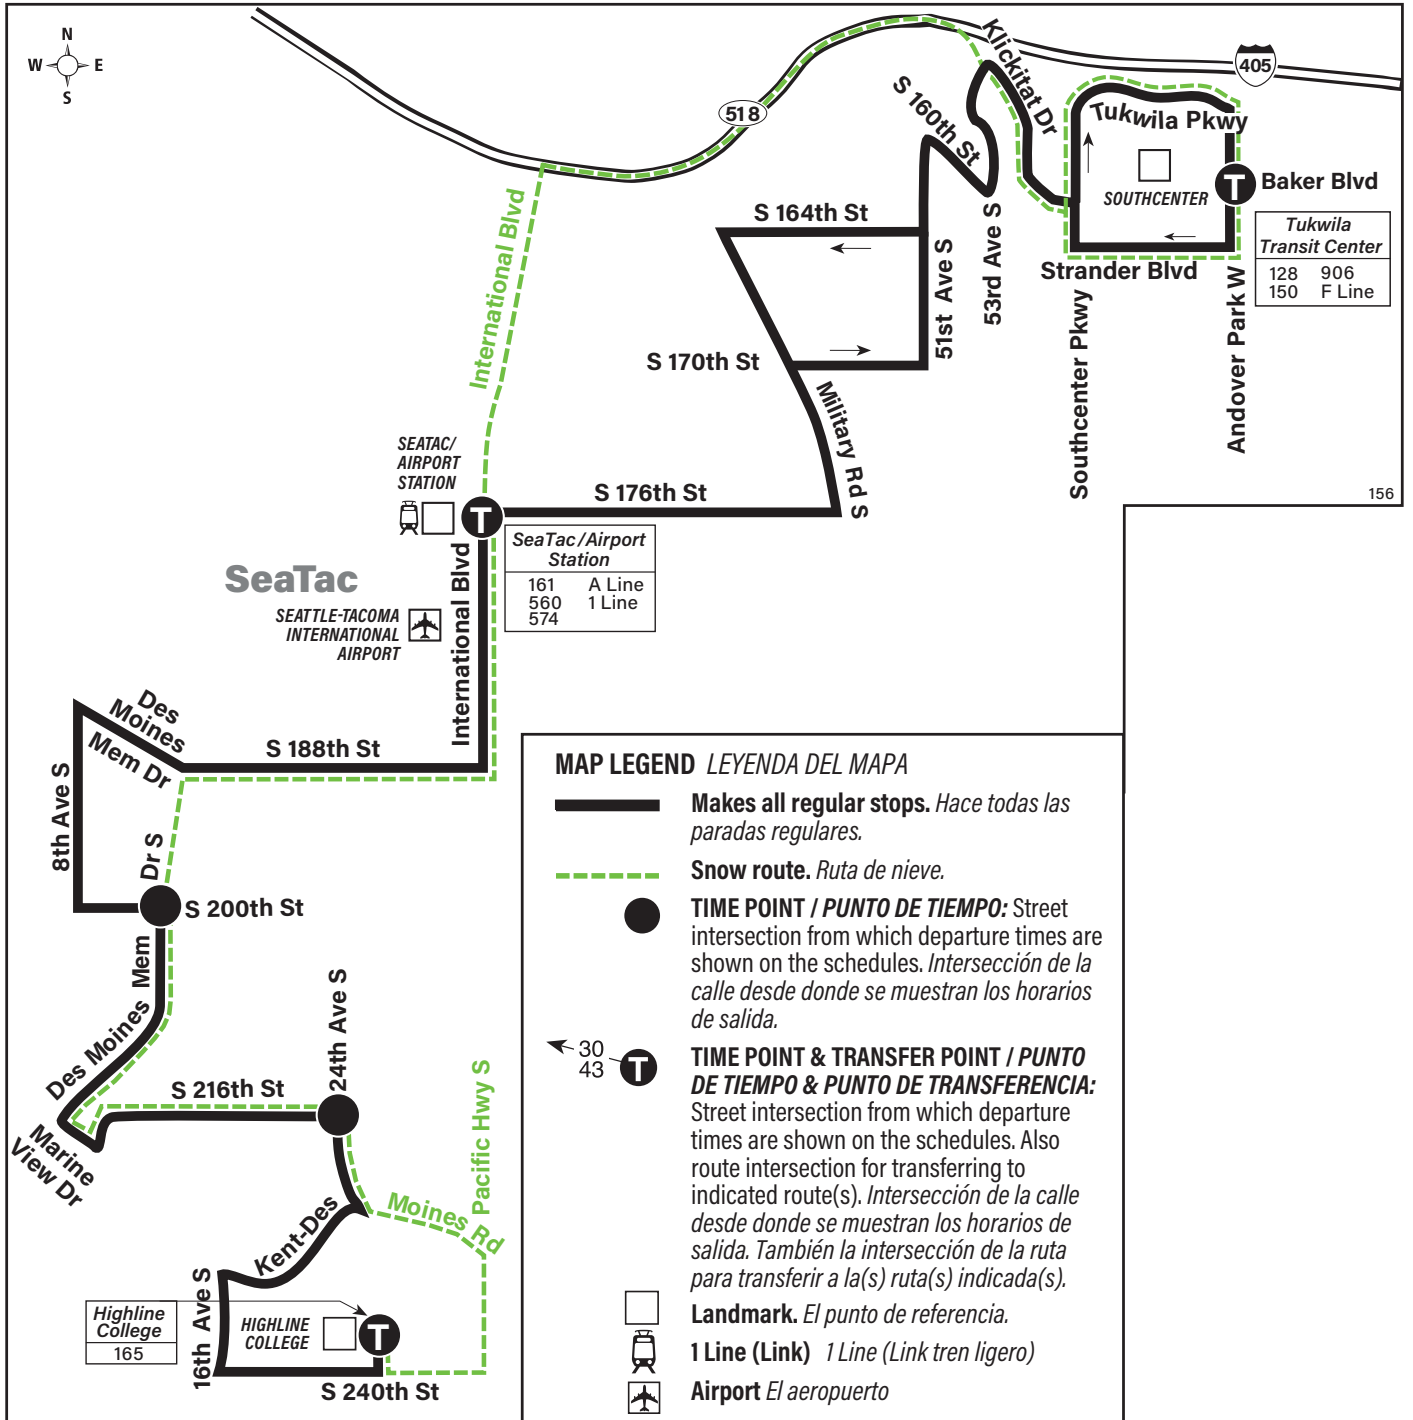 N
W E
S
405
518
Klickitat Dr
S 160th St
Tukwila Pkwy
SOUTHCENTER
T
Baker Blvd
Tukwila
Transit Center
128 906
150 F Line
S 164th St
Strander Blvd
53rd Ave S
51st Ave S
Southcenter Pkwy
Andover Park W
International Blvd
S 170th St
Military Rd S
SEATAC/
AIRPORT
STATION
T
S 176th St
156
SeaTac/Airport
Station
161 A Line
560 1 Line
574
SeaTac
SEATTLE-TACOMA
INTERNATIONAL
AIRPORT
International Blvd
Des
Moines
Mem Dr
S 188th St
8th Ave S
Dr S
S 200th St
Des Moines Mem
24th Ave S
S 216th St
Marine
View Dr
Pacific Hwy S
Kent-Des
Moines Rd
16th Ave S
Highline
College
165
HIGHLINE
COLLEGE
T
S 240th St
MAP LEGEND LEYENDA DEL MAPA
Makes all regular stops. Hace todas las
paradas regulares.
Snow route. Ruta de nieve.
TIME POINT / PUNTO DE TIEMPO: Street
intersection from which departure times are
shown on the schedules. Intersección de la
calle desde donde se muestran los horarios
de salida.
30
43
T
TIME POINT & TRANSFER POINT / PUNTO
DE TIEMPO & PUNTO DE TRANSFERENCIA:
Street intersection from which departure
times are shown on the schedules. Also
route intersection for transferring to
indicated route(s). Intersección de la calle
desde donde se muestran los horarios de
salida. También la intersección de la ruta
para transferir a la(s) ruta(s) indicada(s).
Landmark. El punto de referencia.
1 Line (Link) 1 Line (Link tren ligero)
Airport El aeropuerto